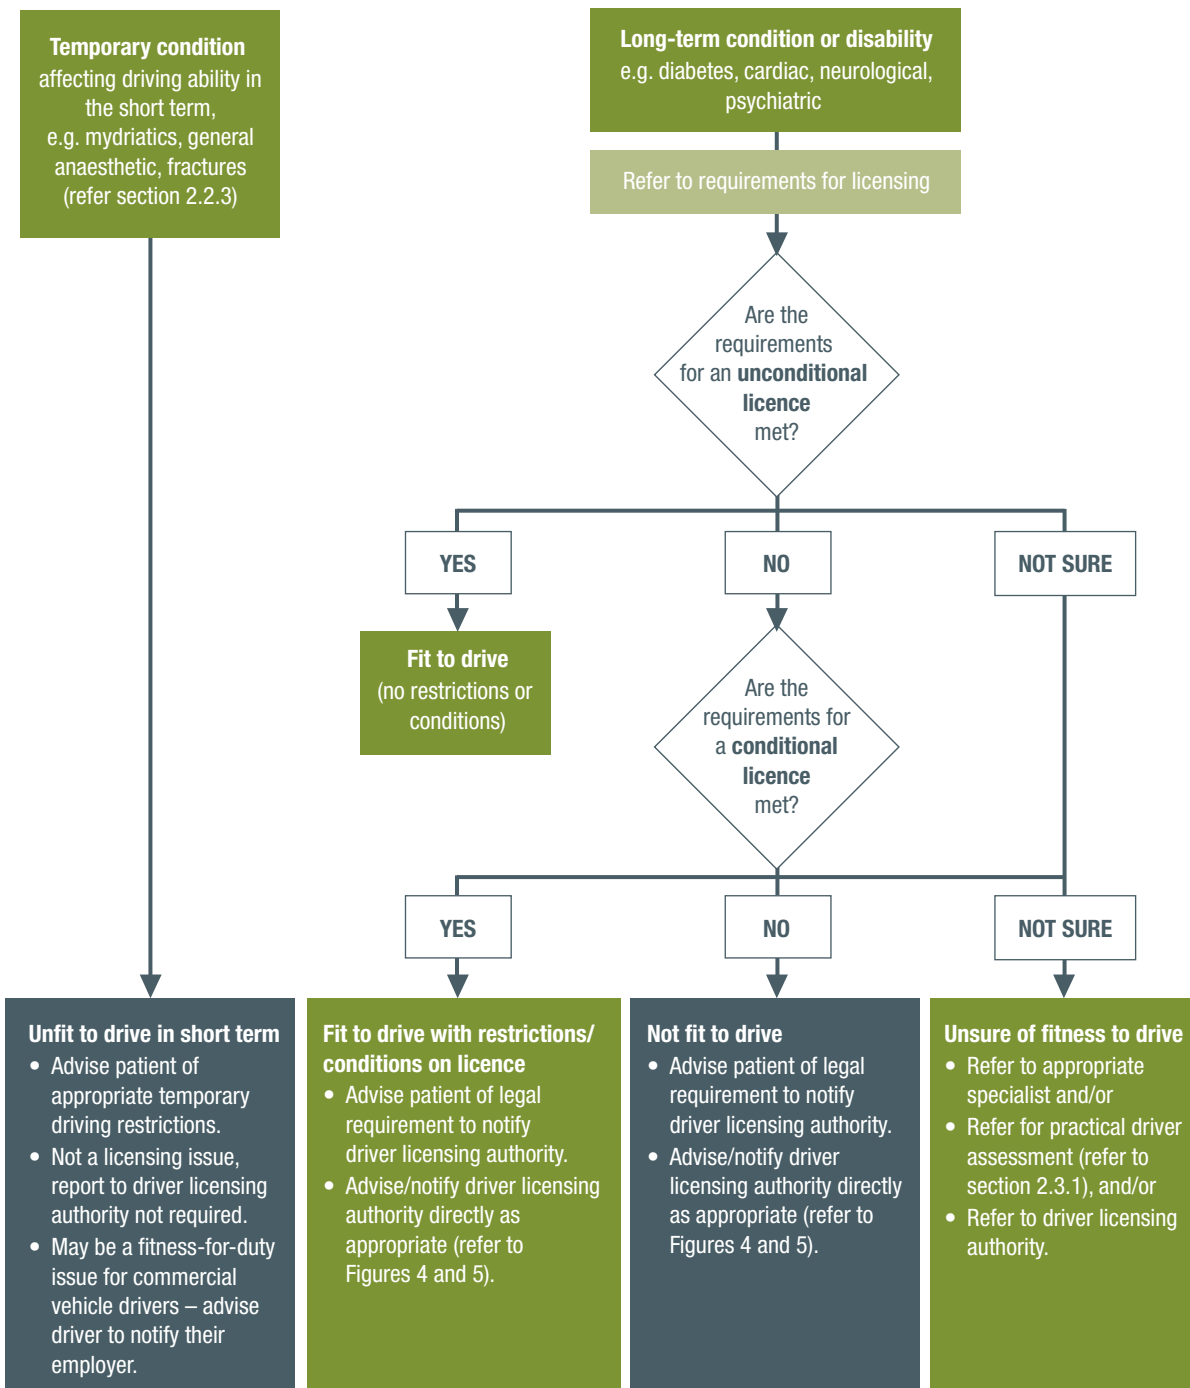 Temporary condition
affecting driving ability in
the short term,
e.g. mydriatics, general
anaesthetic, fractures
(refer section 2.2.3)
Long-term condition or disability
e.g. diabetes, cardiac, neurological,
psychiatric
Refer to requirements for licensing
Are the
requirements
for an unconditional
licence
met?
YES
NO
NOT SURE
Fit to drive
(no restrictions or
conditions)
Are the
requirements for
a conditional
licence
met?
YES
NO
NOT SURE
Unfit to drive in short term
• Advise patient of
appropriate temporary
driving restrictions.
• Not a licensing issue,
report to driver licensing
authority not required.
• May be a fitness-for-duty
issue for commercial
vehicle drivers – advise
driver to notify their
employer.
Fit to drive with restrictions/
conditions on licence
• Advise patient of legal
requirement to notify
driver licensing authority.
• Advise/notify driver licensing
authority directly as
appropriate (refer to
Figures 4 and 5).
Not fit to drive
• Advise patient of legal
requirement to notify
driver licensing authority.
• Advise/notify driver
licensing authority directly
as appropriate (refer to
Figures 4 and 5).
Unsure of fitness to drive
• Refer to appropriate
specialist and/or
• Refer for practical driver
assessment (refer to
section 2.3.1), and/or
• Refer to driver licensing
authority.